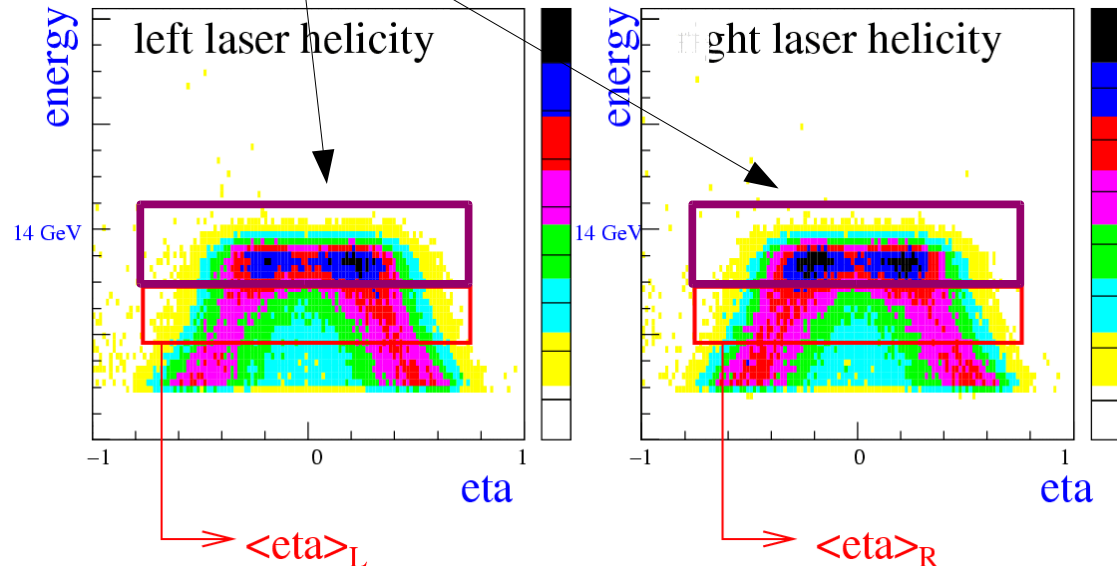 energy
left laser helicity
14 GeV
−1
0
1
eta
<eta>L
energy
ght laser helicity
14 GeV
−1
0
1
eta
<eta>R